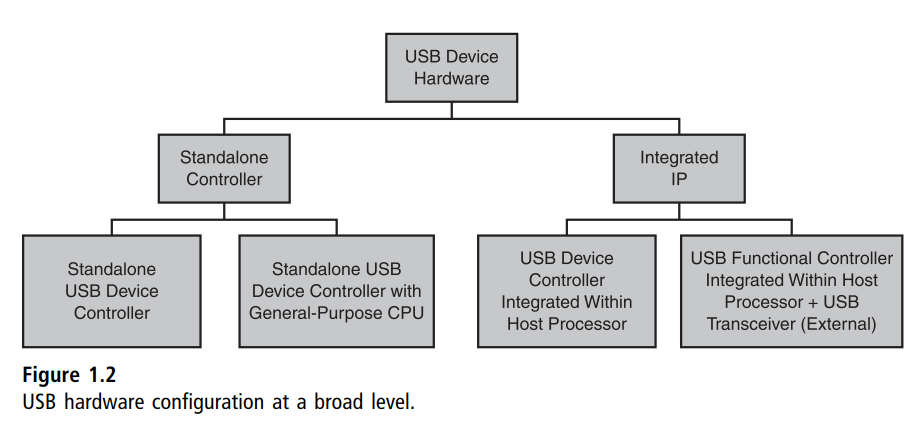 USB Device
Hardware
Standalone
Controller
Integrated
IP
Standalone
USB Device
Controller
Standalone USB
Device Controller with
General-Purpose CPU
USB Device
Controller
Integrated Within
Host Processor
USB Functional Controller
Integrated Within Host
Processor + USB
Transceiver (External)
Figure 1.2
USB hardware configuration at a broad level.